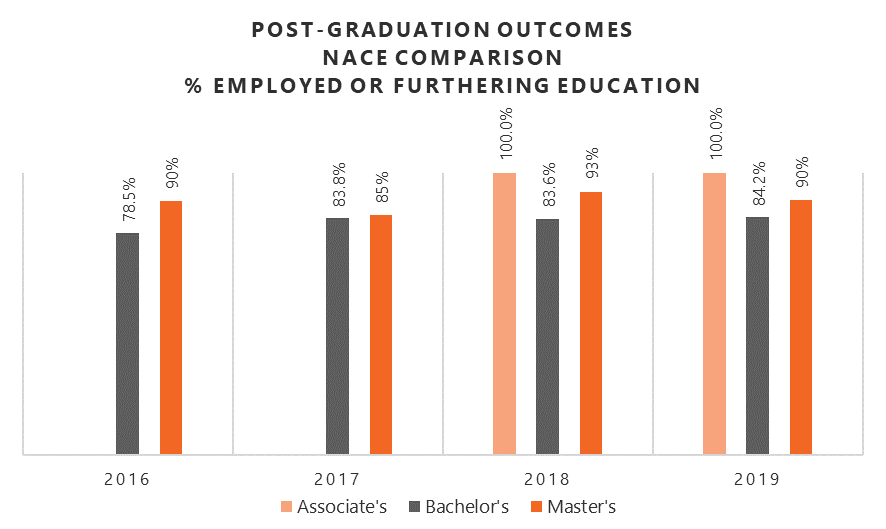 POST-GRADUATION OUTCOMES
NACE COMPARISON
% EMPLOYED OR FURTHERING EDUCATION
78.5%
90%
83.8%
85%
100.0%
83.6%
93%
100.0%
84.2%
90%
2016
2017
2018
2019
Associate's
Bachelor's
Master's